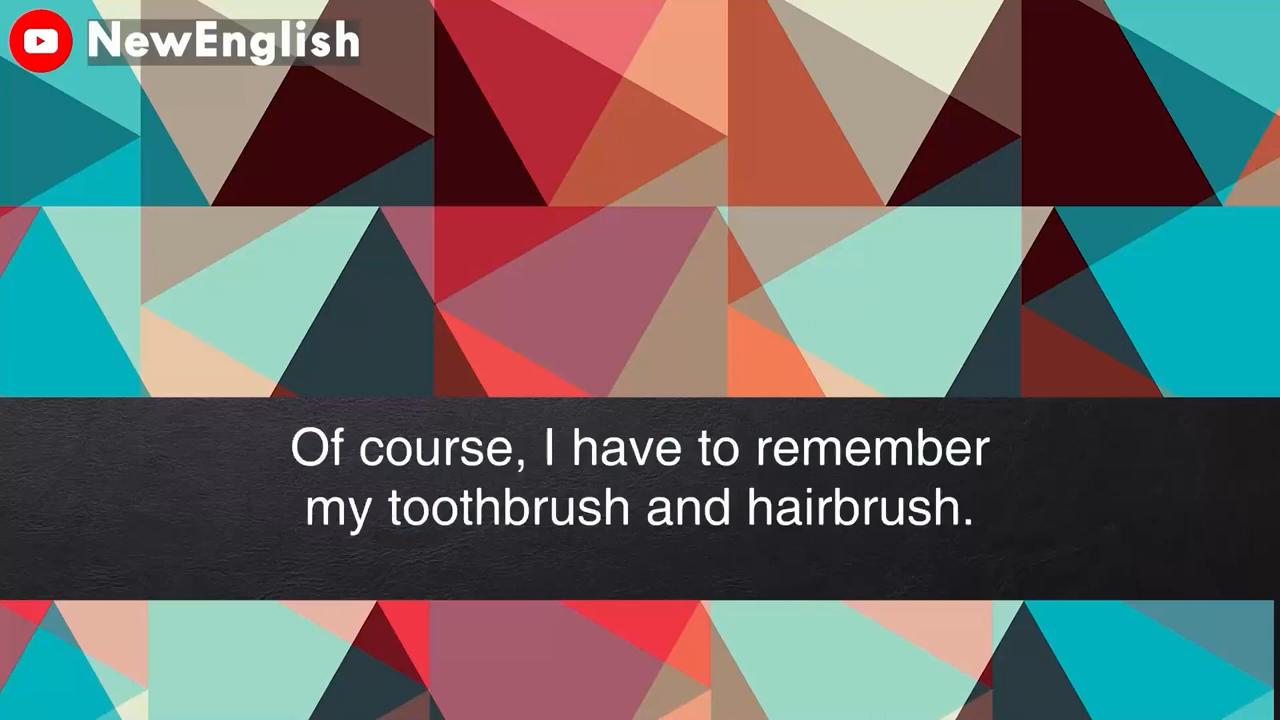 NewEnglish
Of course, I have to remember
my toothbrush and hairbrush.